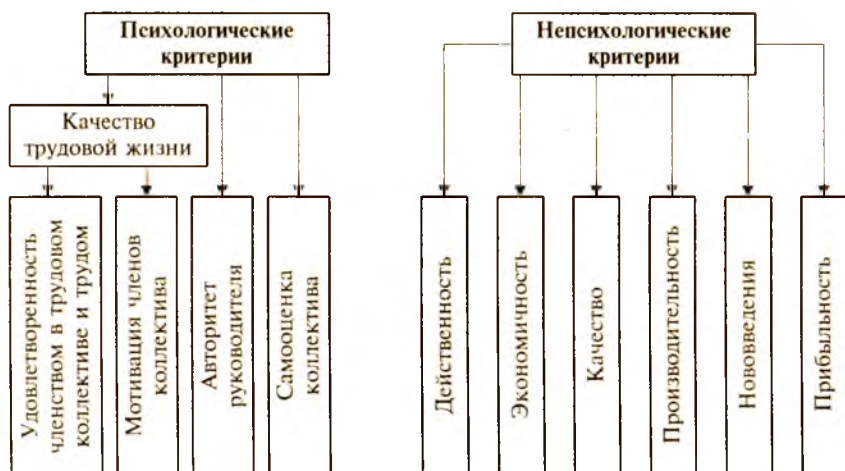 Психологические
критерии
Непсихологические
критерии
Качество
трудовой жизни
Удовлетворенность
членством в трудовом
коллективе и трудом
Мотивация членов
коллектива
Авторитет
руководителя
Самооценка
коллектива
Действенность
Экономичность
Качество
Производительность
Нововведения
Прибыльность